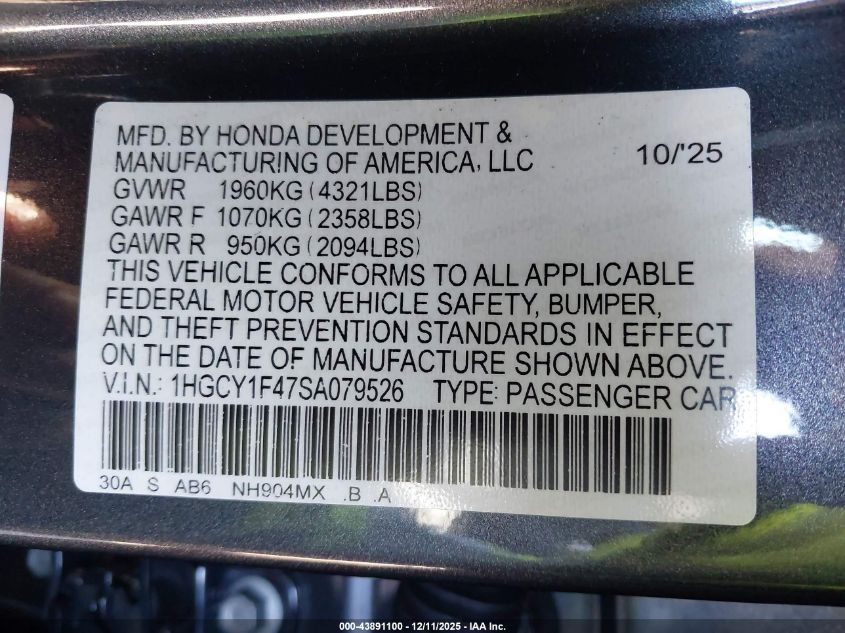 MFD. BY HONDA DEVELOPMENT &
MANUFACTURING OF AMERICA, LLC 10/'25
GVWR 1960KG (4321LBS)
GAWR F 1070KG (2358LBS)
GAWR R 950KG (2094LBS)
THIS VEHICLE CONFORMS TO ALL APPLICABLE
FEDERAL MOTOR VEHICLE SAFETY, BUMPER,
AND THEFT PREVENTION STANDARDS IN EFFECT
ON THE DATE OF MANUFACTURE SHOWN ABOVE.
V.I.N.: 1HGCY1F47SA079526 TYPE: PASSENGER CAR
30A S AB6 NH904MX .B .A
000-43891100 - 12/11/2025 - IAA Inc.